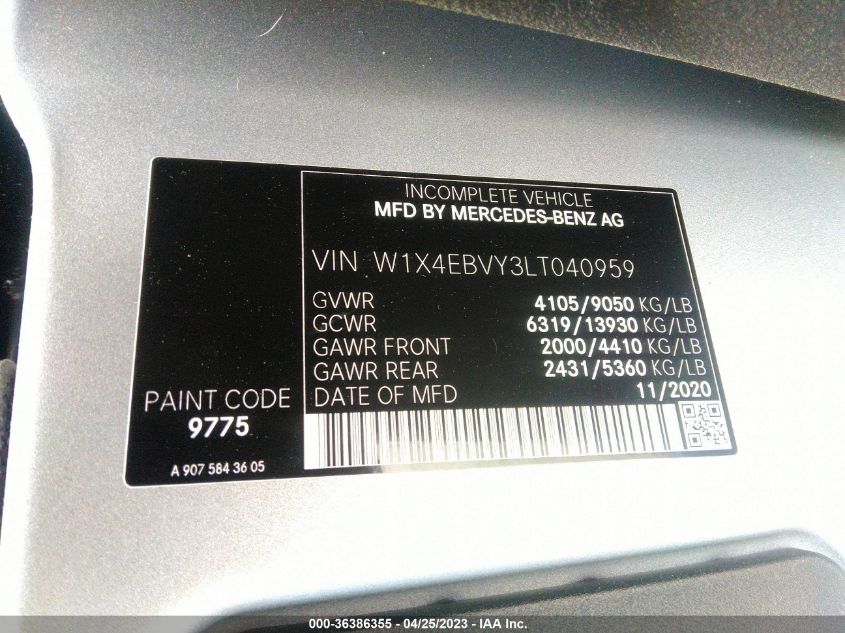 INCOMPLETE VEHICLE
MFD BY MERCEDES-BENZ AG
VIN W1X4EBVY3LT040959
GVWR 4105/9050 KG/LB
GCWR 6319/13930 KG/LB
GAWR FRONT 2000/4410 KG/LB
GAWR REAR 2431/5360 KG/LB
DATE OF MFD 11/2020
PAINT CODE
9775
A 907 584 36 05
000-36386355 - 04/25/2023 - IAA Inc.